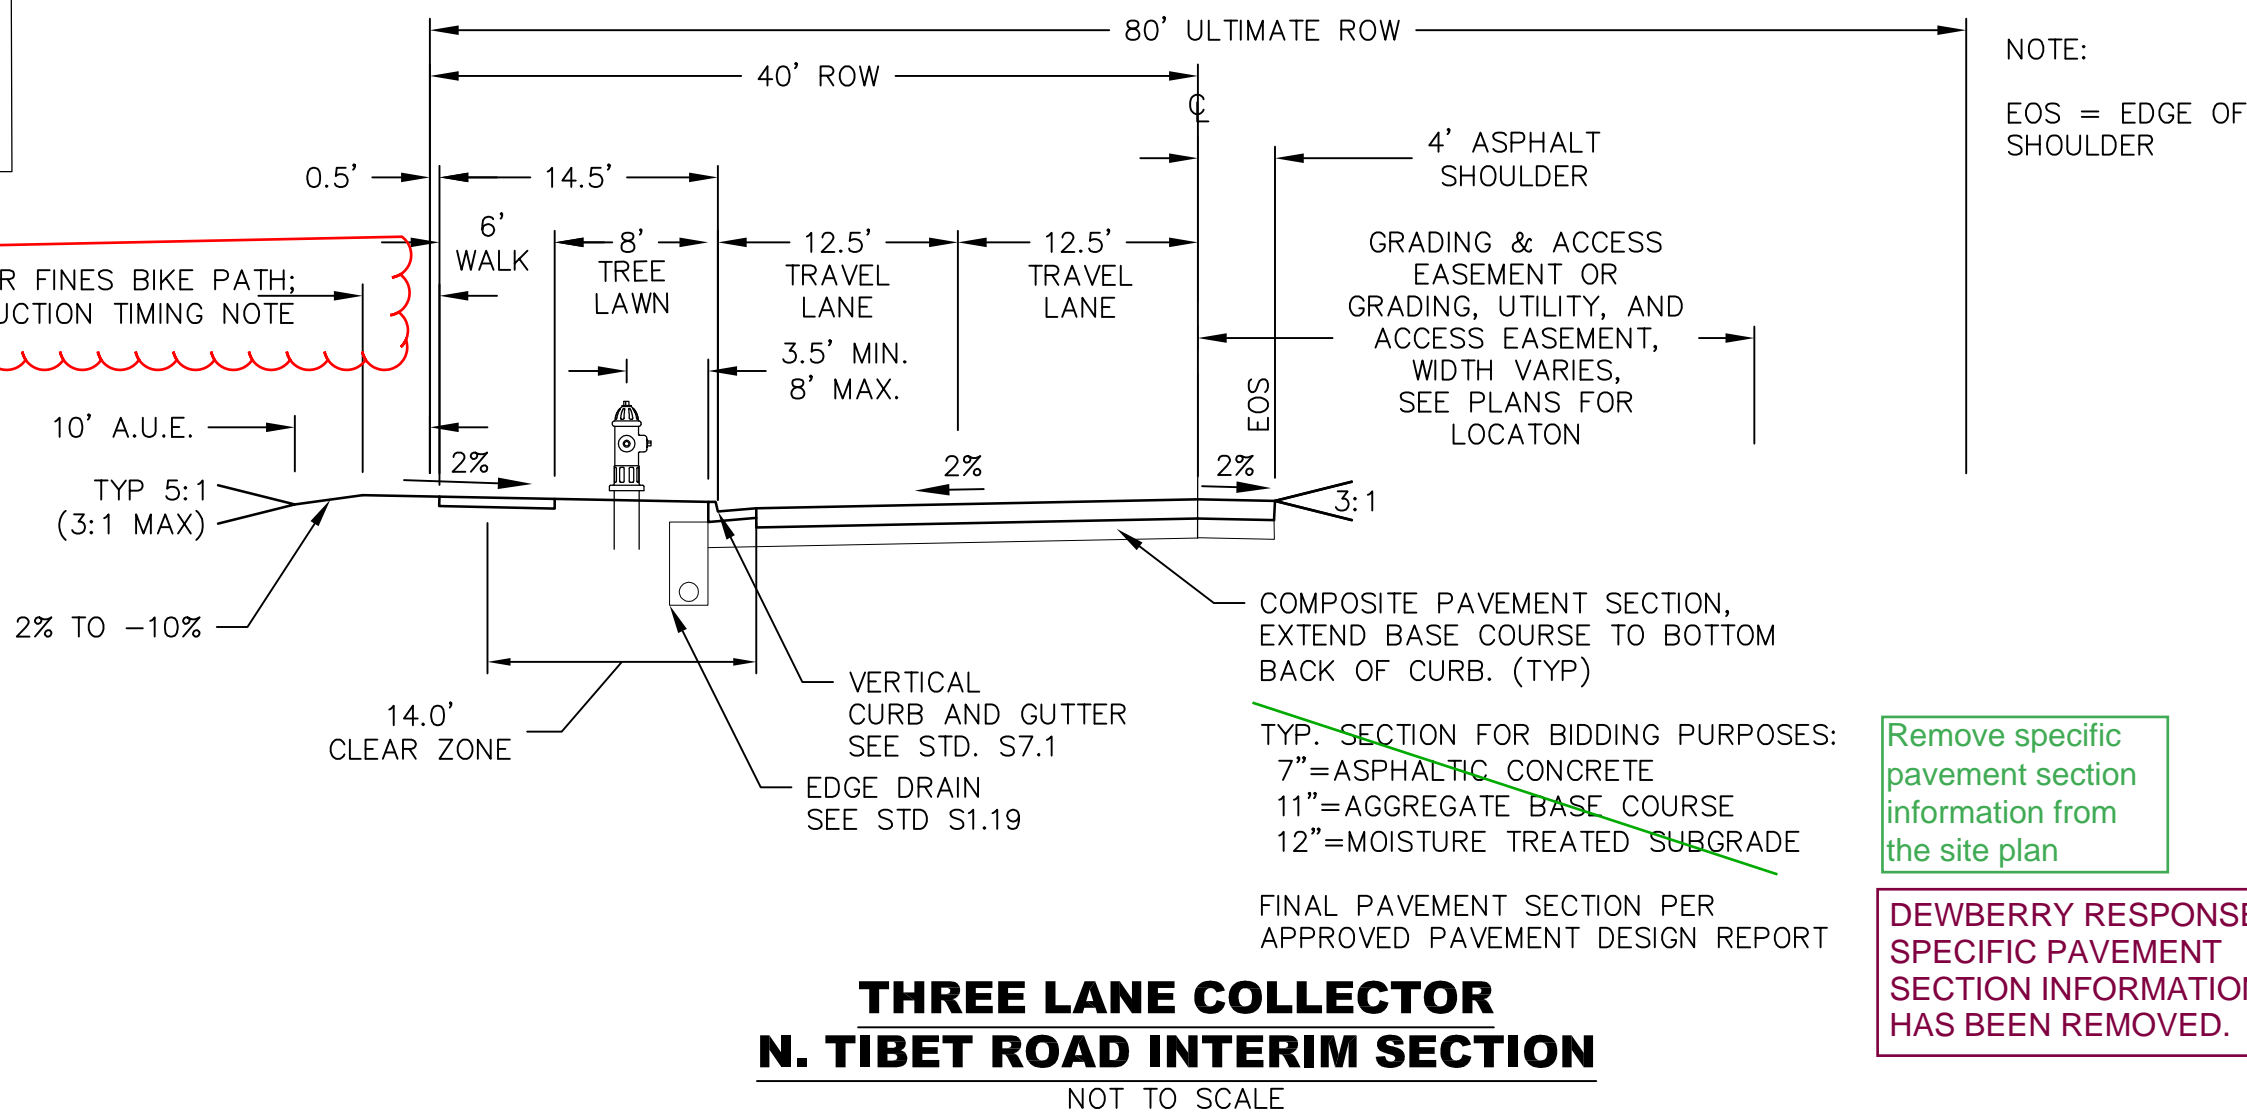 80' ULTIMATE ROW
40' ROW
NOTE:
EOS = EDGE OF
SHOULDER
℄
4' ASPHALT
SHOULDER
0.5'
14.5'
6'
WALK
8'
TREE
LAWN
12.5'
TRAVEL
LANE
12.5'
TRAVEL
LANE
GRADING & ACCESS
EASEMENT OR
GRADING, UTILITY, AND
ACCESS EASEMENT,
WIDTH VARIES,
SEE PLANS FOR
LOCATON
R FINES BIKE PATH;
UCTION TIMING NOTE
3.5' MIN.
8' MAX.
EOS
10' A.U.E.
2%
2%
2%
TYP 5:1
(3:1 MAX)
3:1
2% TO -10%
14.0'
CLEAR ZONE
VERTICAL
CURB AND GUTTER
SEE STD. S7.1
EDGE DRAIN
SEE STD S1.19
COMPOSITE PAVEMENT SECTION,
EXTEND BASE COURSE TO BOTTOM
BACK OF CURB. (TYP)
TYP. SECTION FOR BIDDING PURPOSES:
7"=ASPHALTIC CONCRETE
11"=AGGREGATE BASE COURSE
12"=MOISTURE TREATED SUBGRADE
FINAL PAVEMENT SECTION PER
APPROVED PAVEMENT DESIGN REPORT
Remove specific
pavement section
information from
the site plan
DEWBERRY RESPONSE
SPECIFIC PAVEMENT
SECTION INFORMATION
HAS BEEN REMOVED.
THREE LANE COLLECTOR
N. TIBET ROAD INTERIM SECTION
NOT TO SCALE